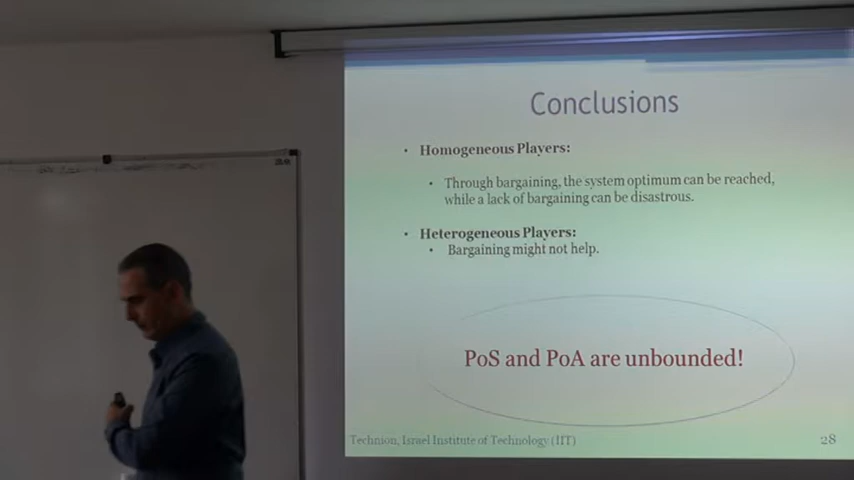 Conclusions
• Homogeneous Players:
• Through bargaining, the system optimum can be reached,
while a lack of bargaining can be disastrous.
• Heterogeneous Players:
• Bargaining might not help.
PoS and PoA are unbounded!
Technion, Israel Institute of Technology (IIT)
28